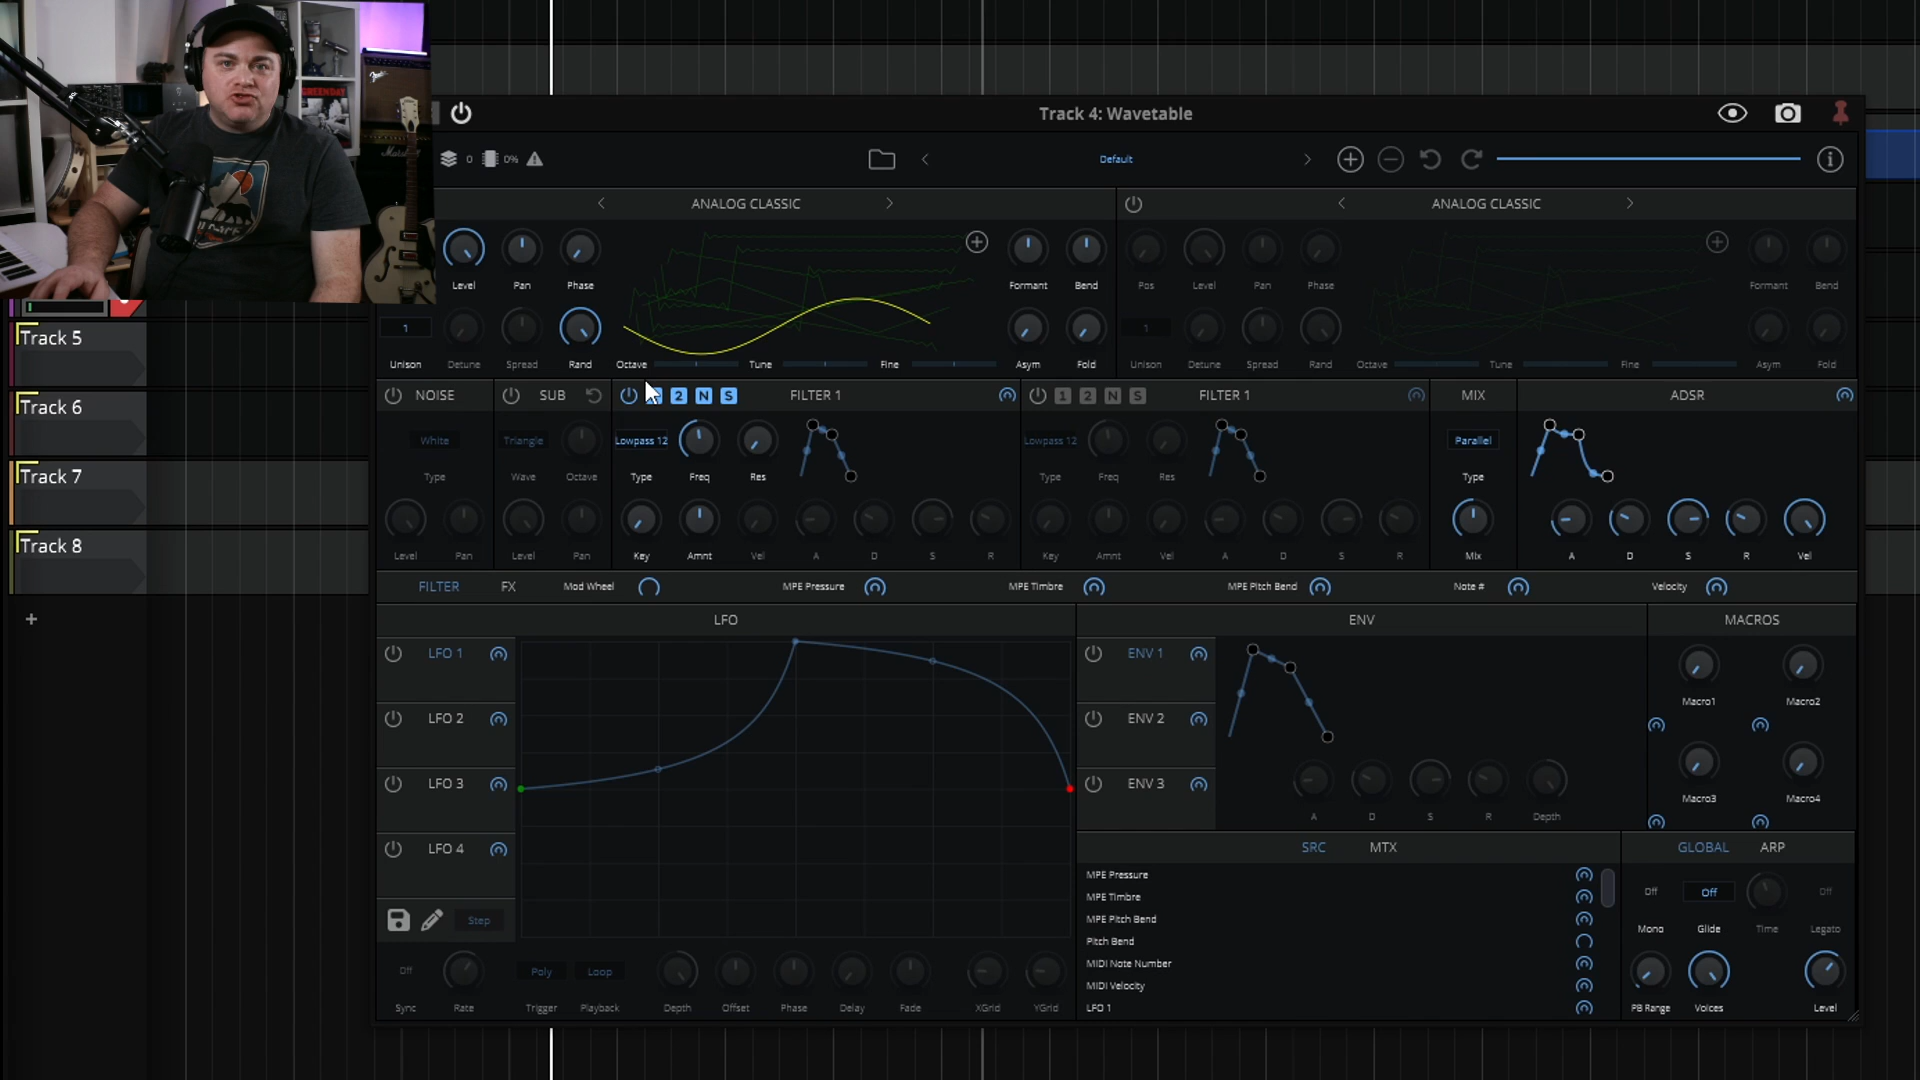 Track 4: Wavetable
0
0%
Default
ANALOG CLASSIC
ANALOG CLASSIC
Level
Pan
Phase
Formant
Bend
Pos
Level
Pan
Phase
Formant
Bend
1
1
Unison
Detune
Spread
Rand
Octave
Tune
Fine
Asym
Fold
Unison
Detune
Spread
Rand
Octave
Tune
Fine
Asym
Fold
NOISE
SUB
2 N S
FILTER 1
1 2 N S
FILTER 1
MIX
ADSR
White
Triangle
Lowpass 12
Lowpass 12
Parallel
Type
Wave
Octave
Type
Freq
Res
Type
Freq
Res
Type
Level
Pan
Level
Pan
Key
Amnt
Vel
A
D
S
R
Key
Amnt
Vel
A
D
S
R
Mix
A
D
S
R
Vel
FILTER
FX
Mod Wheel
MPE Pressure
MPE Timbre
MPE Pitch Bend
Note #
Velocity
LFO
ENV
MACROS
LFO 1
LFO 2
LFO 3
LFO 4
Step
ENV 1
ENV 2
ENV 3
A
D
S
R
Depth
Macro1
Macro2
Macro3
Macro4
SRC
MTX
GLOBAL
ARP
MPE Pressure
MPE Timbre
MPE Pitch Bend
Pitch Bend
MIDI Note Number
MIDI Velocity
LFO 1
Off
Off
Off
Mono
Glide
Time
Legato
PB Range
Voices
Level
Off
Poly
Loop
Sync
Rate
Trigger
Playback
Depth
Offset
Phase
Delay
Fade
XGrid
YGrid
Track 5
Track 6
Track 7
Track 8
+
GREEN DAY
Fender
Marshall